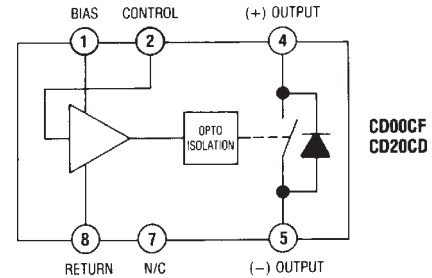 BIAS CONTROL (+) OUTPUT
1 2 4
OPTO
ISOLATION
CD00CF
CD20CD
8 7 5
RETURN N/C (−) OUTPUT